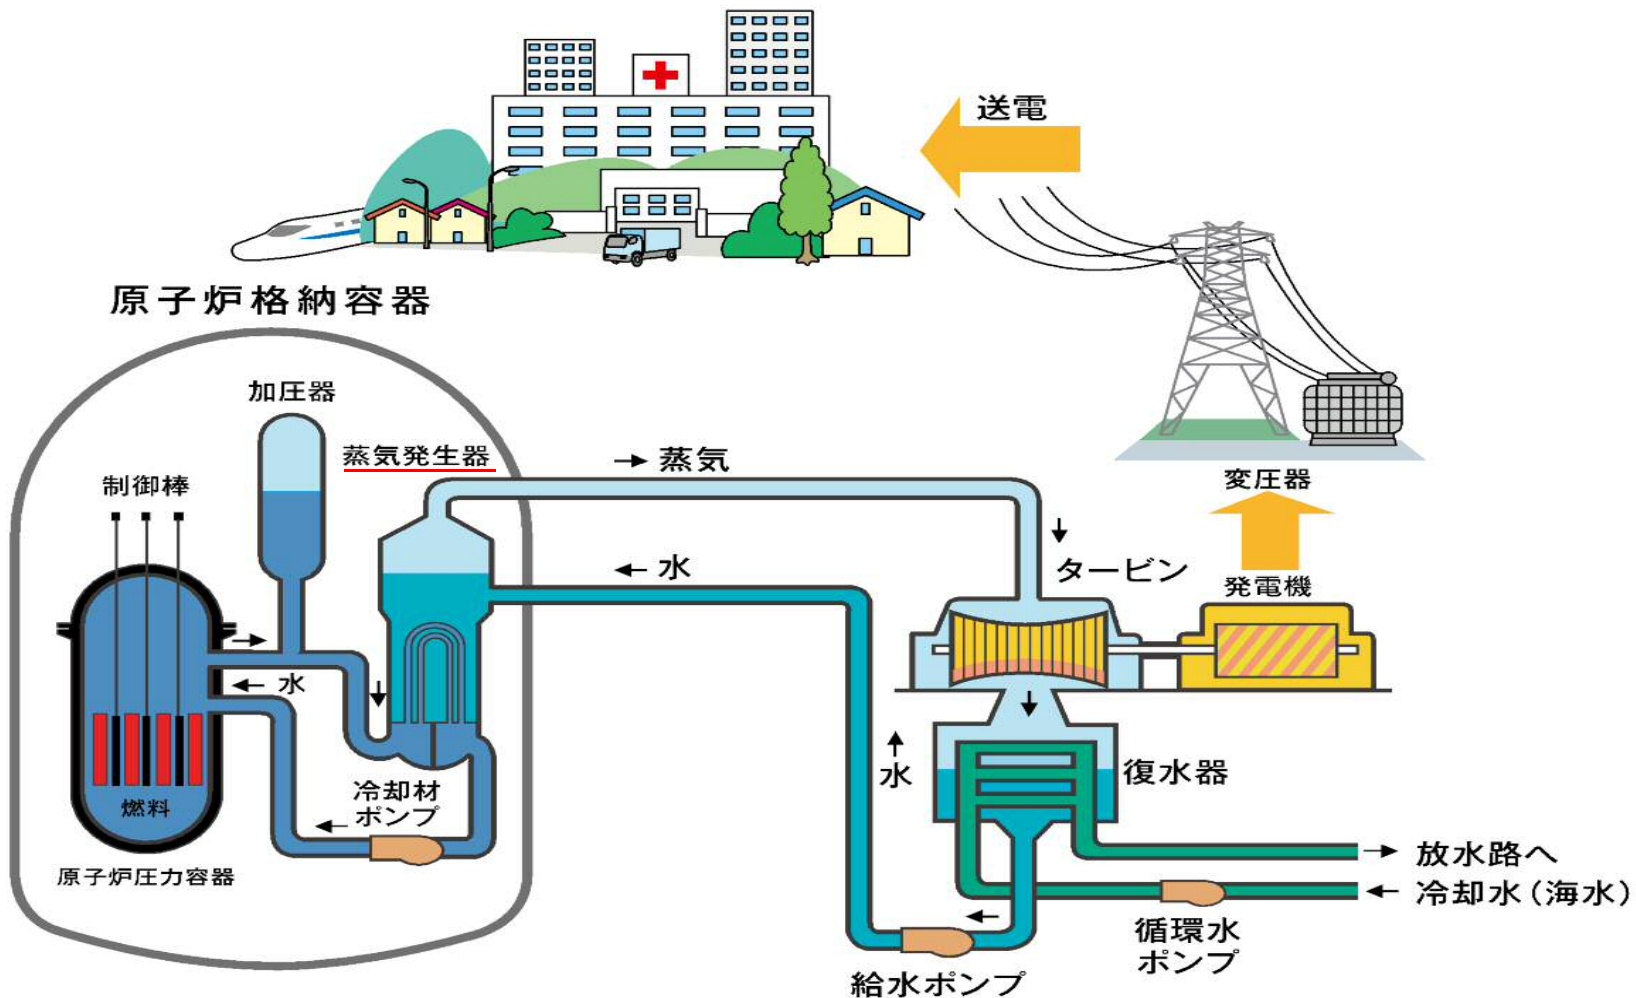 送電
原子炉格納容器
加圧器
蒸気発生器
蒸気
制御棒
変圧器
水
タービン
発電機
水
復水器
水
冷却材
ポンプ
燃料
放水路へ
原子炉圧力容器
冷却水(海水)
循環水
ポンプ
給水ポンプ